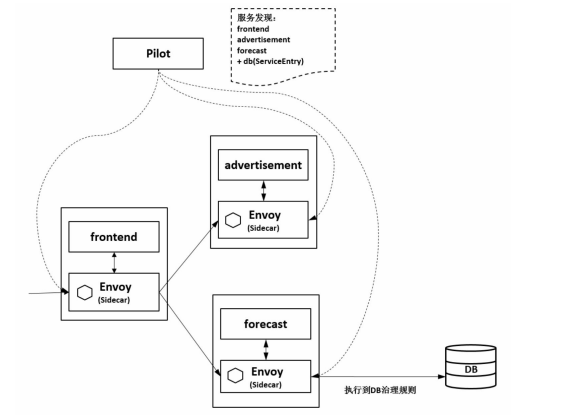 服务发现：
frontend
advertisement
forecast
+ db(ServiceEntry)
Pilot
advertisement
Envoy
(Sidecar)
frontend
Envoy
(Sidecar)
forecast
Envoy
(Sidecar)
DB
执行到DB治理规则